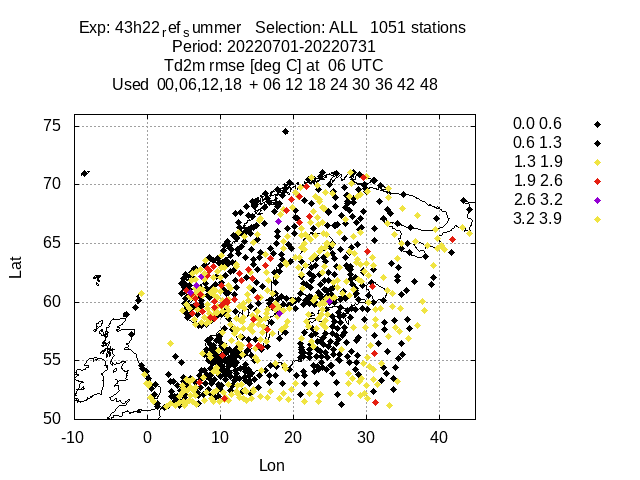 Exp: 43h22refsummer Selection: ALL 1051 stations
Period: 20220701-20220731
Td2m rmse [deg C] at 06 UTC
Used 00,06,12,18 + 06 12 18 24 30 36 42 48
75
70
65
60
55
50
Lat
-10 0 10 20 30 40
Lon
0.0 0.6
0.6 1.3
1.3 1.9
1.9 2.6
2.6 3.2
3.2 3.9